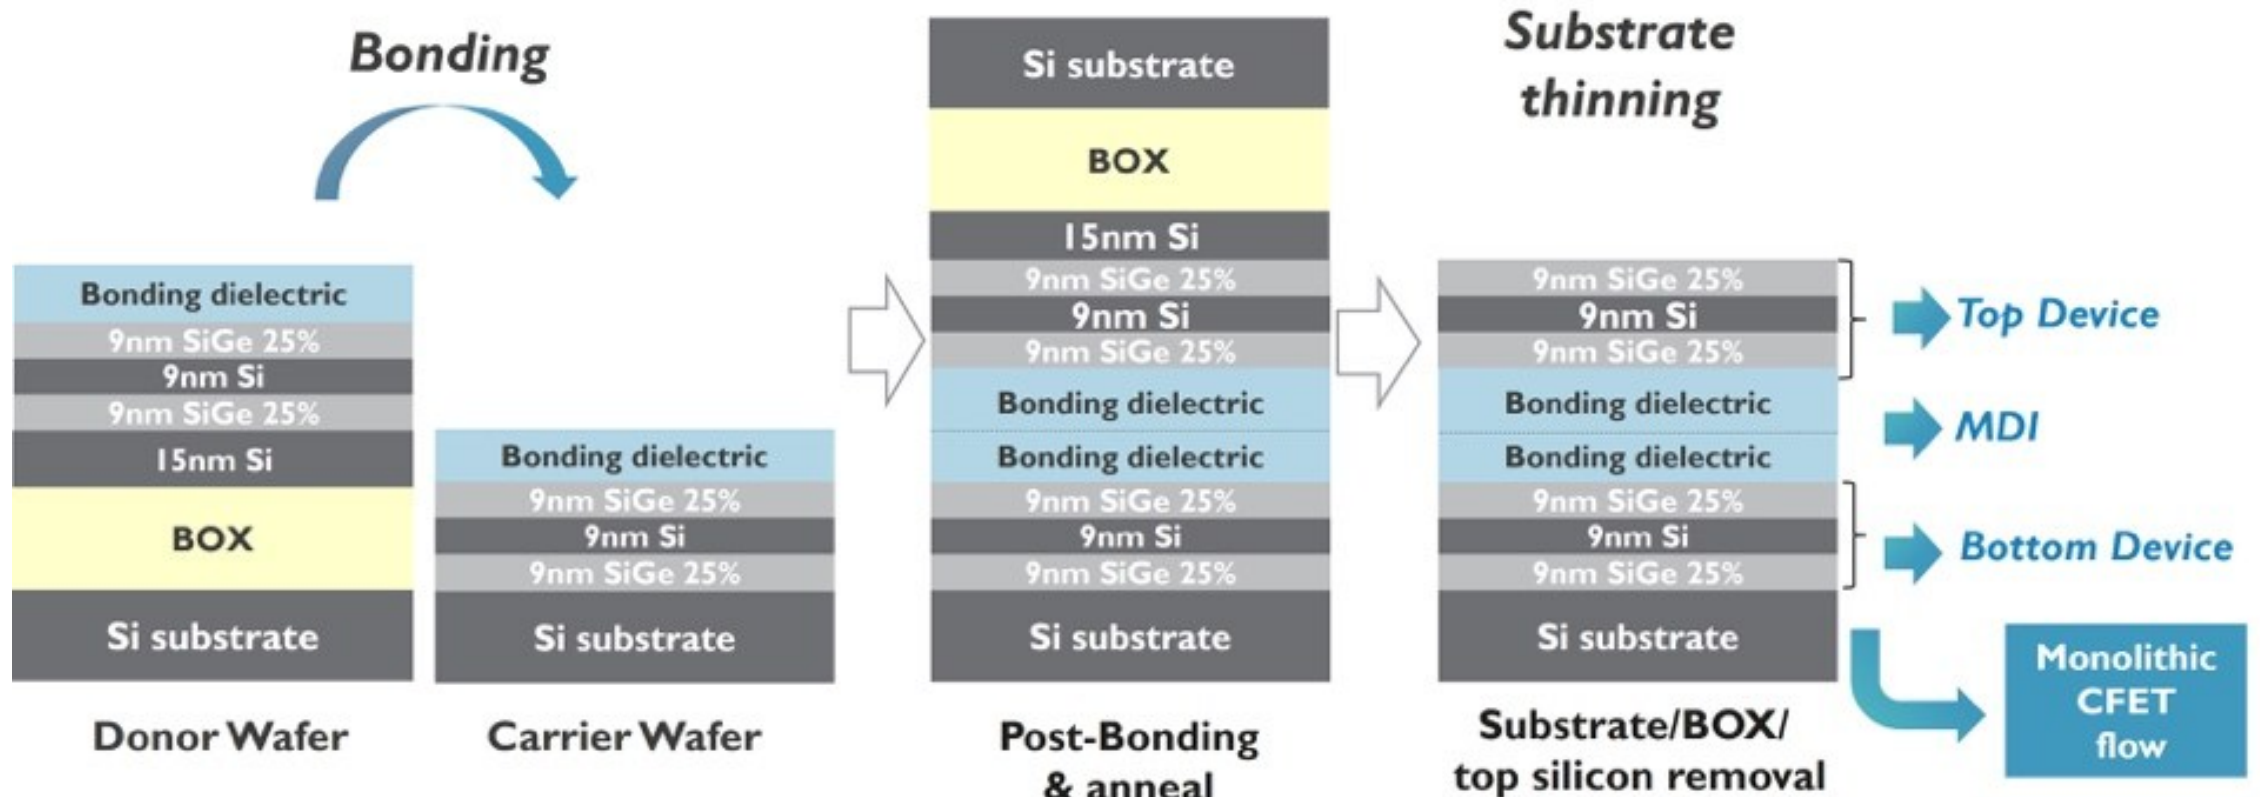 Bonding
Bonding dielectric
9nm SiGe 25%
9nm Si
9nm SiGe 25%
15nm Si
BOX
Si substrate
Donor Wafer
Bonding dielectric
9nm SiGe 25%
9nm Si
9nm SiGe 25%
Si substrate
Carrier Wafer
Si substrate
BOX
15nm Si
9nm SiGe 25%
9nm Si
9nm SiGe 25%
Bonding dielectric
Bonding dielectric
9nm SiGe 25%
9nm Si
9nm SiGe 25%
Si substrate
Post-Bonding
& anneal
Substrate
thinning
9nm SiGe 25%
9nm Si
9nm SiGe 25%
Bonding dielectric
Bonding dielectric
9nm SiGe 25%
9nm Si
9nm SiGe 25%
Si substrate
Substrate/BOX/
top silicon removal
Top Device
MDI
Bottom Device
Monolithic
CFET
flow